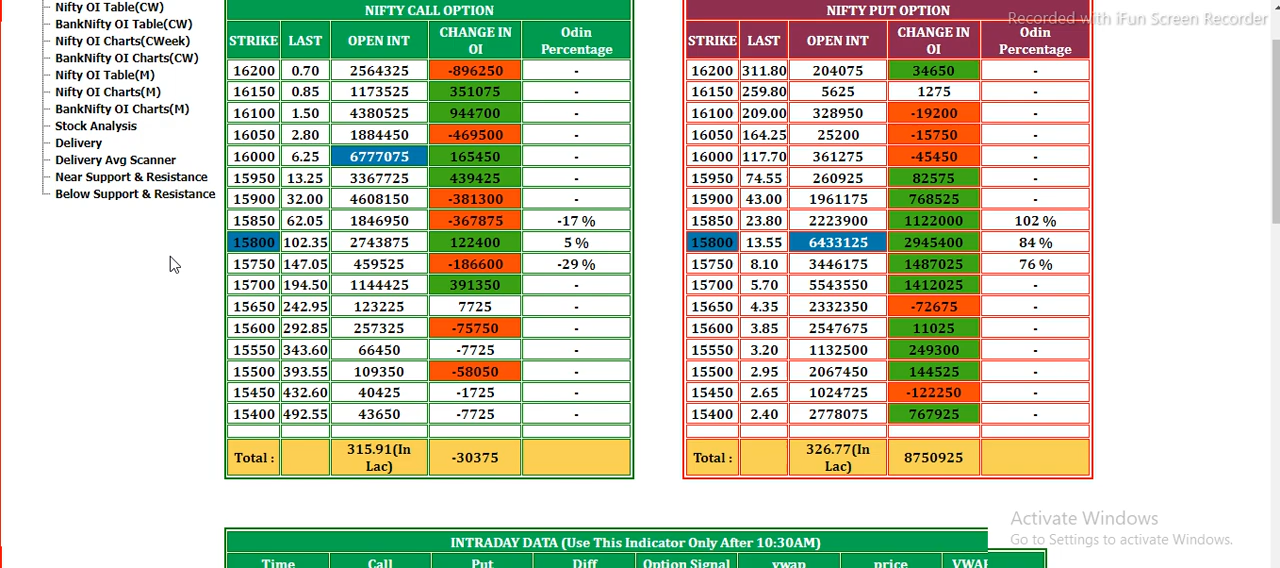 Nifty OI Table(CW)
BankNifty OI Table(CW)
Nifty OI Charts(CWeek)
BankNifty OI Charts(CW)
Nifty OI Table(M)
Nifty OI Charts(M)
BankNifty OI Charts(M)
Stock Analysis
Delivery
Delivery Avg Scanner
Near Support & Resistance
Below Support & Resistance
NIFTY CALL OPTION
STRIKE LAST OPEN INT CHANGE IN OI Odin Percentage
16200 0.70 2564325 -896250 -
16150 0.85 1173525 351075 -
16100 1.50 4380525 944700 -
16050 2.80 1884450 -469500 -
16000 6.25 6777075 165450 -
15950 13.25 3367725 439425 -
15900 32.00 4608150 -381300 -
15850 62.05 1846950 -367875 -17 %
15800 102.35 2743875 122400 5 %
15750 147.05 459525 -186600 -29 %
15700 194.50 1144425 391350 -
15650 242.95 123225 7725 -
15600 292.85 257325 -75750 -
15550 343.60 66450 -7725 -
15500 393.55 109350 -58050 -
15450 432.60 40425 -1725 -
15400 492.55 43650 -7725 -
Total : 315.91(In Lac) -30375
NIFTY PUT OPTION
Recorded with iFun Screen Recorder
STRIKE LAST OPEN INT CHANGE IN OI Odin Percentage
16200 311.80 204075 34650 -
16150 259.80 5625 1275 -
16100 209.00 328950 -19200 -
16050 164.25 25200 -15750 -
16000 117.70 361275 -45450 -
15950 74.55 260925 82575 -
15900 43.00 1961175 768525 -
15850 23.80 2223900 1122000 102 %
15800 13.55 6433125 2945400 84 %
15750 8.10 3446175 1487025 76 %
15700 5.70 5543550 1412025 -
15650 4.35 2332350 -72675 -
15600 3.85 2547675 11025 -
15550 3.20 1132500 249300 -
15500 2.95 2067450 144525 -
15450 2.65 1024725 -122250 -
15400 2.40 2778075 767925 -
Total : 326.77(In Lac) 8750925
Activate Windows
Go to Settings to activate Windows.
INTRADAY DATA (Use This Indicator Only After 10:30AM)
Time Call Put Diff Option Signal vwap price VWAP